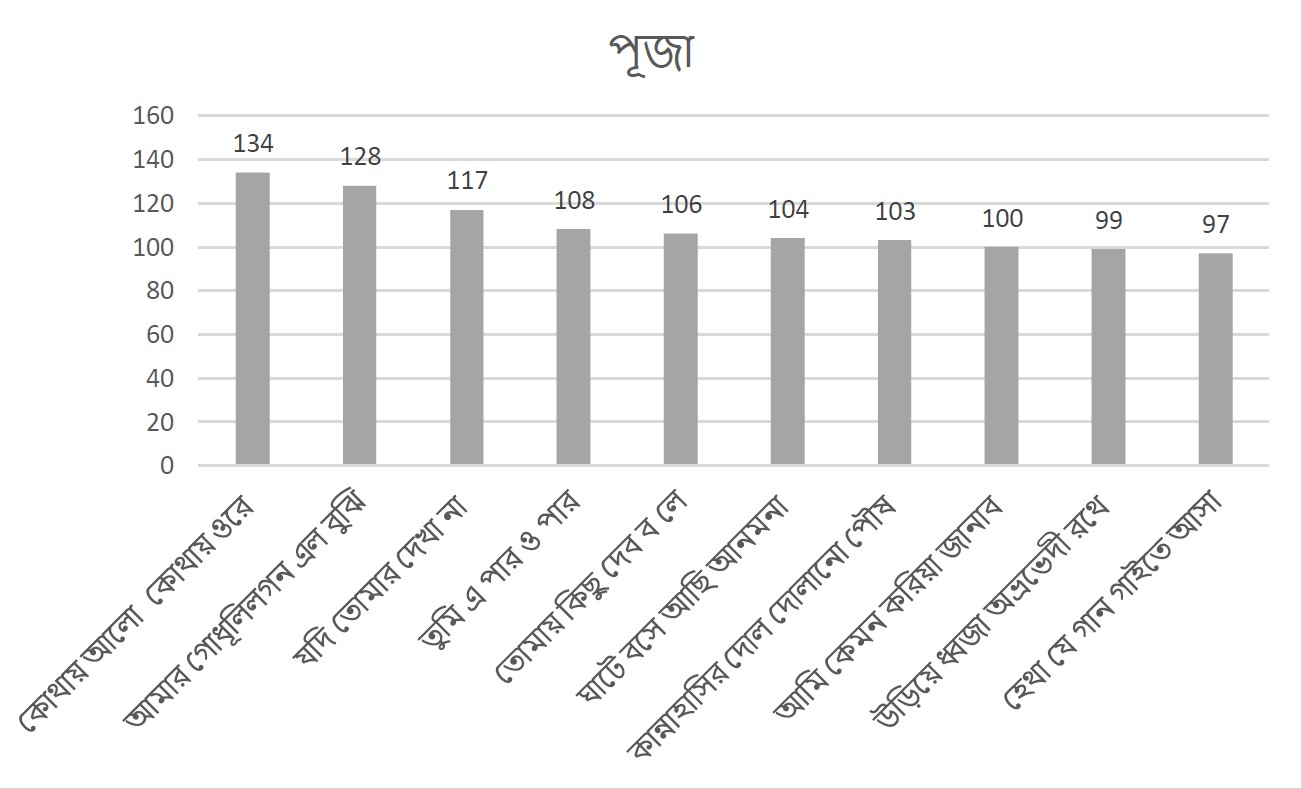 পূজা
160
140
120
100
80
60
40
20
0
134
128
117
108
106
104
103
100
99
97
কোথায় আলো কোথায় ওরে
আমার গোধূলিলগন এল বুঝি
যদি তোমার দেখা না
তুমি এ পার ও পার
তোমায় কিছু দেব ব লে
ঘাটে বসে আছি আনমনা
কান্নাহাসির দোল দোলানো পৌষ
আমি কেমন করিয়া জানাব
উড়িয়ে ধ্বজা অভ্রভেদী রথে
হেথা যে গান গাইতে আসা